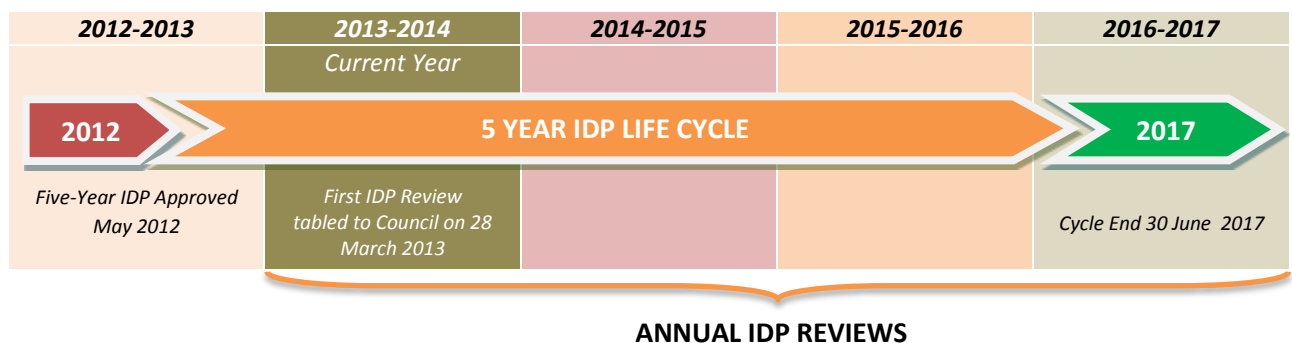 2012-2013 2013-2014 2014-2015 2015-2016 2016-2017
Current Year
2012 5 YEAR IDP LIFE CYCLE 2017
Five-Year IDP Approved
May 2012
First IDP Review
tabled to Council on 28
March 2013
Cycle End 30 June 2017
ANNUAL IDP REVIEWS